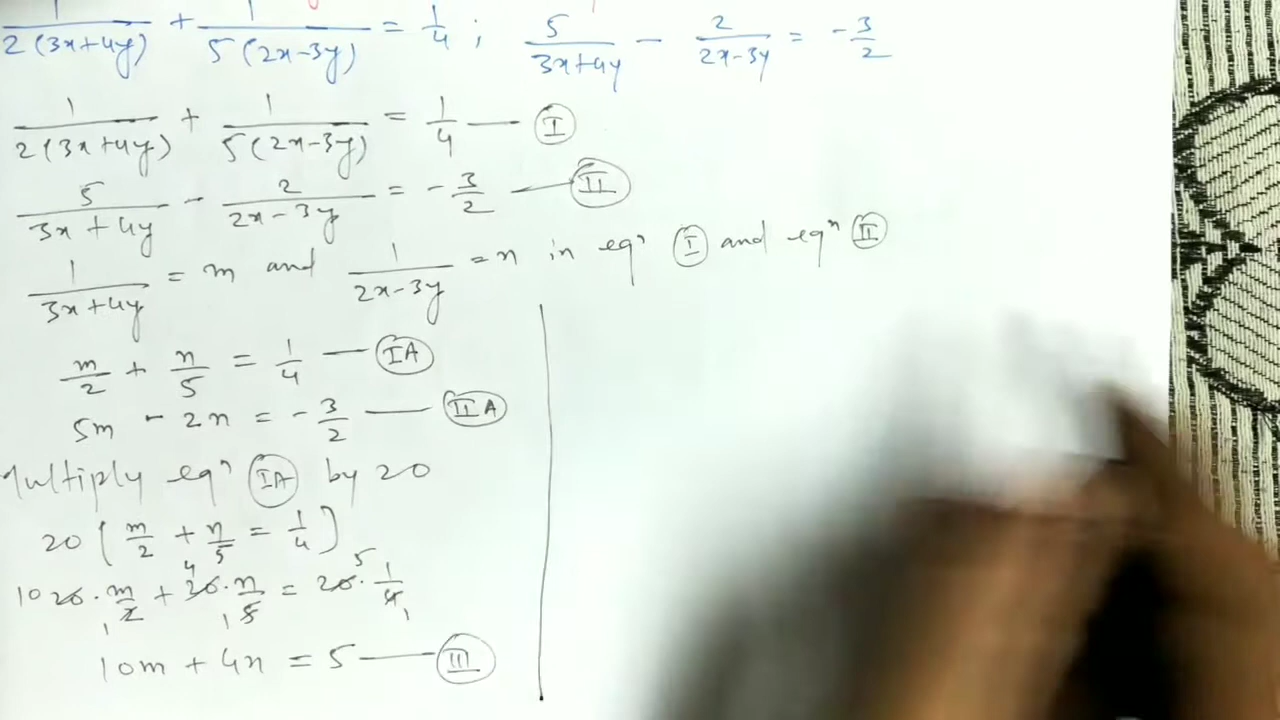 1/2(3x+4y) + 1/5(2x-3y) = 1/4 ; 5/3x+4y - 2/2x-3y = -3/2
1/2(3x+4y) + 1/5(2x-3y) = 1/4 — I
5/3x+4y - 2/2x-3y = -3/2 — II
1/3x+4y = m and 1/2x-3y = n in eqn I and eqn II
m/2 + n/5 = 1/4 — IA
5m - 2n = -3/2 — IIA
Multiply eqn IA by 20
20 (m/2 + n/5 = 1/4)
10 20 . m/2 1 + 4 20 . n/5 1 = 20 5 . 1/4 1
10m + 4n = 5 — III